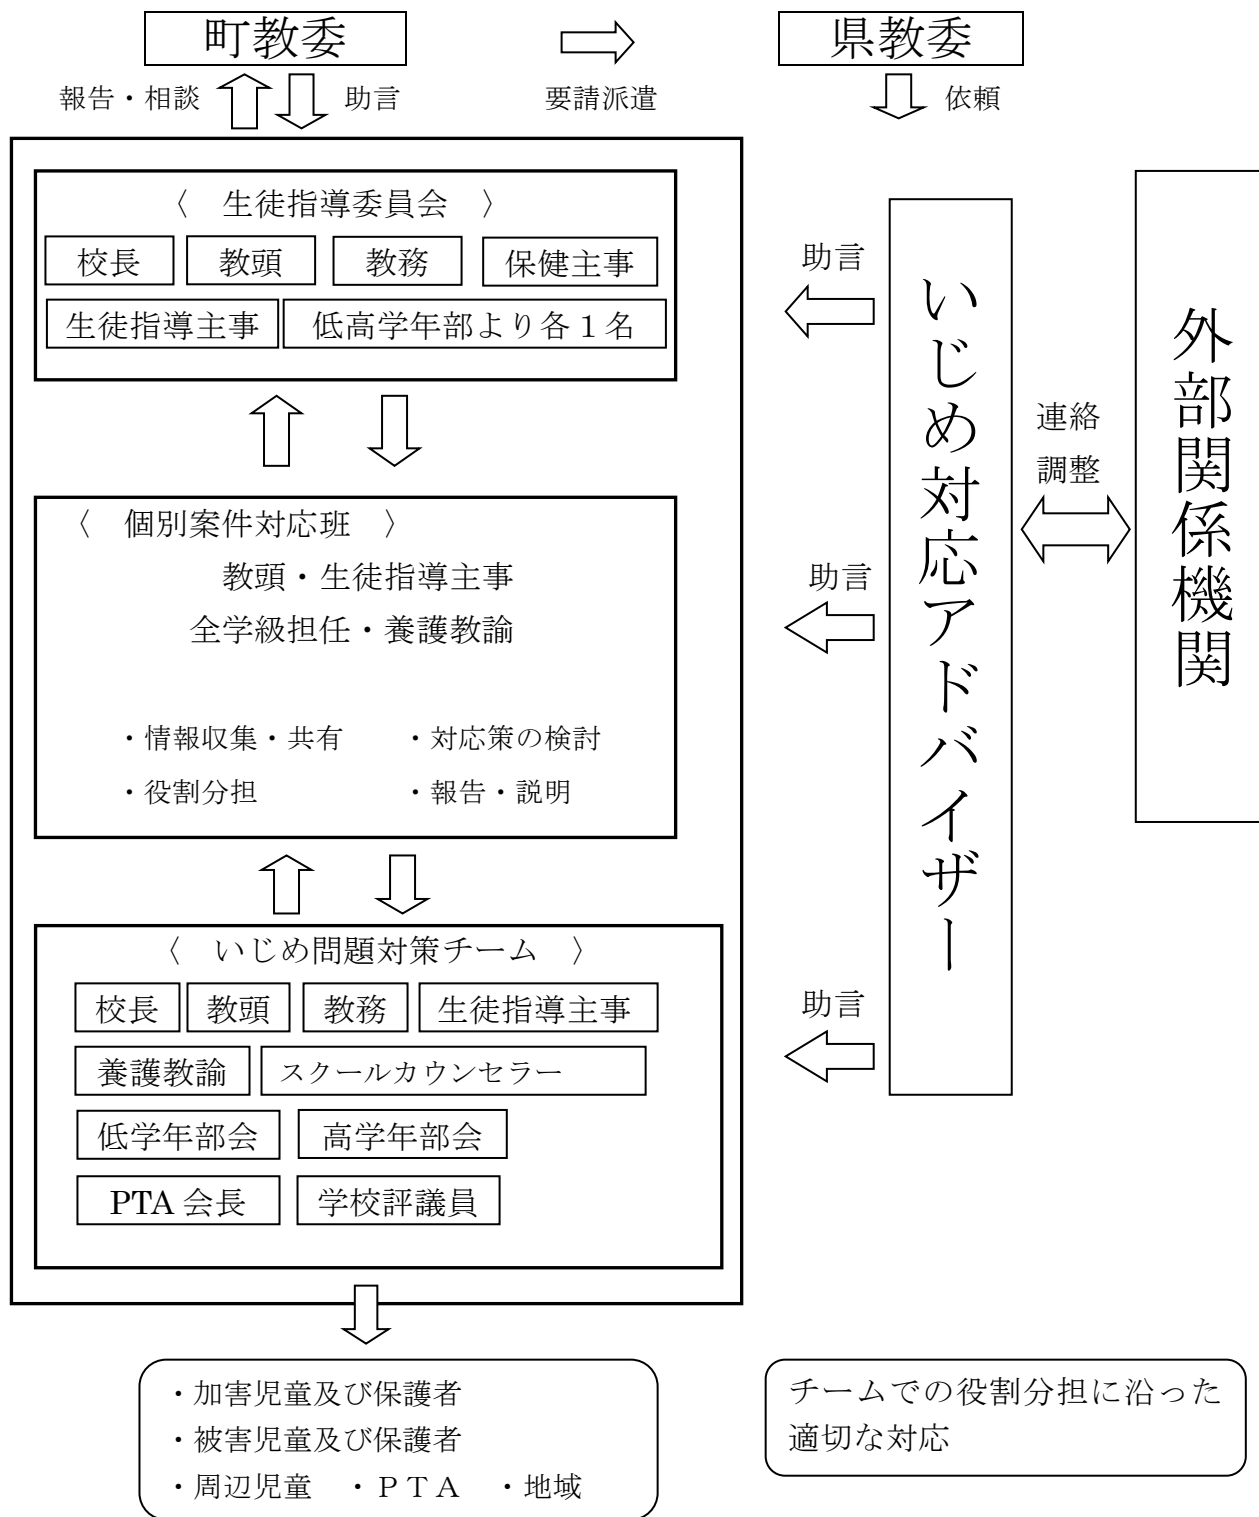 町教委
県教委
報告・相談
助言
要請派遣
依頼
〈 生徒指導委員会 〉
校長
教頭
教務
保健主事
生徒指導主事
低高学年部より各１名
〈 個別案件対応班 〉
教頭・生徒指導主事
全学級担任・養護教諭
・情報収集・共有
・対応策の検討
・役割分担
・報告・説明
〈 いじめ問題対策チーム 〉
校長
教頭
教務
生徒指導主事
養護教諭
スクールカウンセラー
低学年部会
高学年部会
PTA 会長
学校評議員
助言
助言
助言
いじめ対応アドバイザー
連絡
調整
外部関係機関
・加害児童及び保護者
・被害児童及び保護者
・周辺児童 ・ＰＴＡ ・地域
チームでの役割分担に沿った
適切な対応